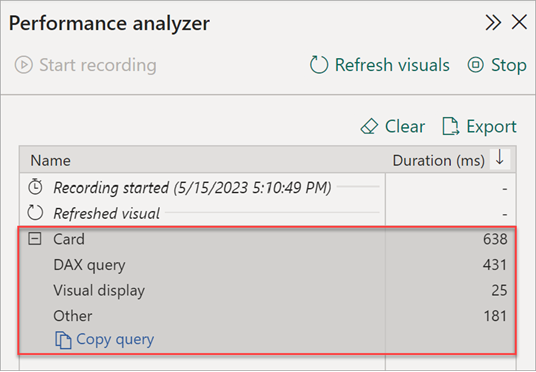 Performance analyzer
Start recording Refresh visuals Stop
Clear Export
Name Duration (ms)
Recording started (5/15/2023 5:10:49 PM) -
Refreshed visual -
Card 638
DAX query 431
Visual display 25
Other 181
Copy query